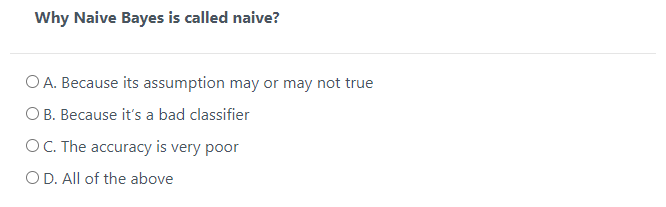 Why Naive Bayes is called naive?
A. Because its assumption may or may not true
B. Because it's a bad classifier
C. The accuracy is very poor
D. All of the above